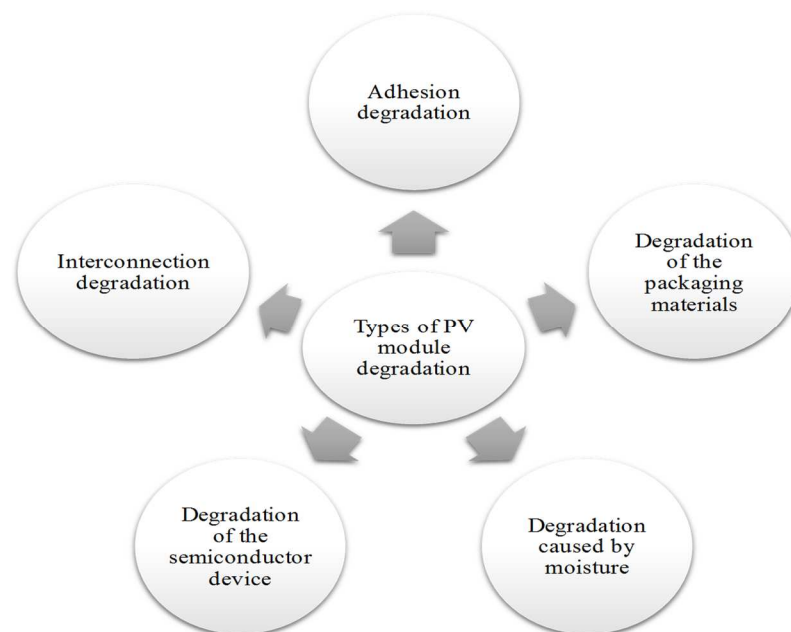 Adhesion
degradation
Interconnection
degradation
Degradation
of the
packaging
materials
Types of PV
module
degradation
Degradation
of the
semiconductor
device
Degradation
caused by
moisture